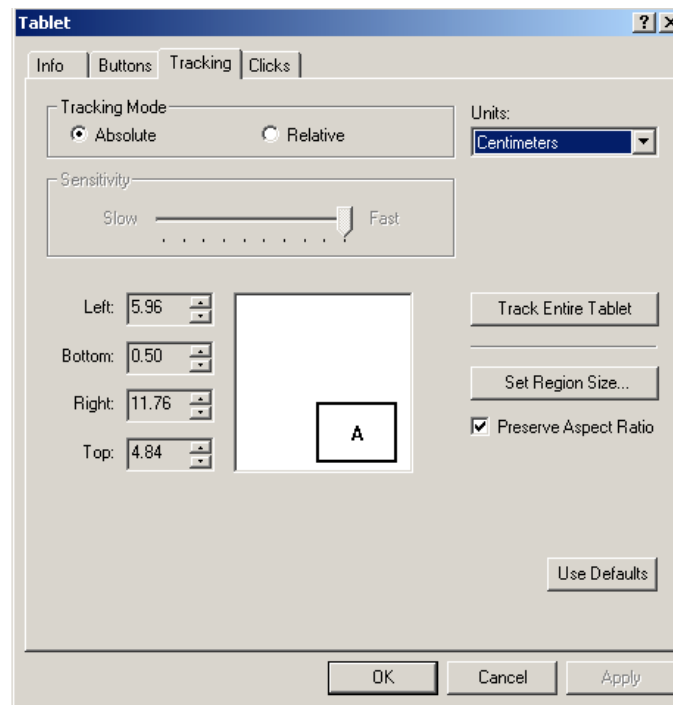 Tablet
Info Buttons Tracking Clicks
Tracking Mode
Absolute Relative
Units:
Centimeters
Sensitivity
Slow Fast
Left: 5.96
Bottom: 0.50
Right: 11.76
Top: 4.84
A
Track Entire Tablet
Set Region Size...
Preserve Aspect Ratio
Use Defaults
OK Cancel Apply